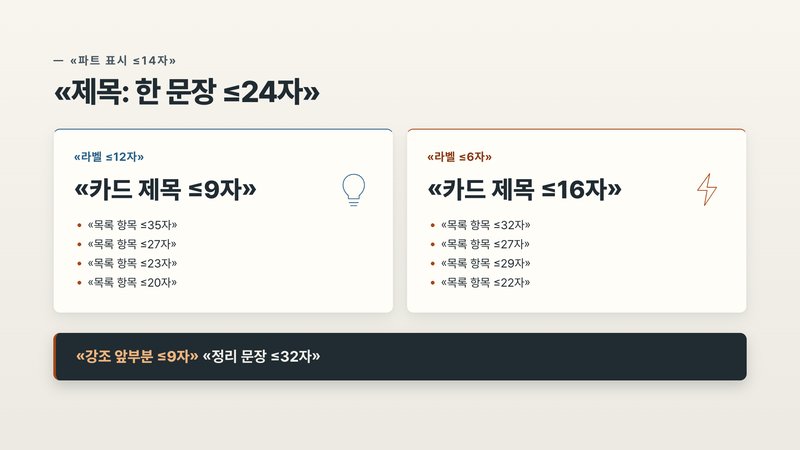 — «파트 표시 ≤14자»
«제목: 한 문장 ≤24자»
«라벨 ≤12자»
«카드 제목 ≤9자»
«목록 항목 ≤35자»
«목록 항목 ≤27자»
«목록 항목 ≤23자»
«목록 항목 ≤20자»
«라벨 ≤6자»
«카드 제목 ≤16자»
«목록 항목 ≤32자»
«목록 항목 ≤27자»
«목록 항목 ≤29자»
«목록 항목 ≤22자»
«강조 앞부분 ≤9자» «정리 문장 ≤32자»